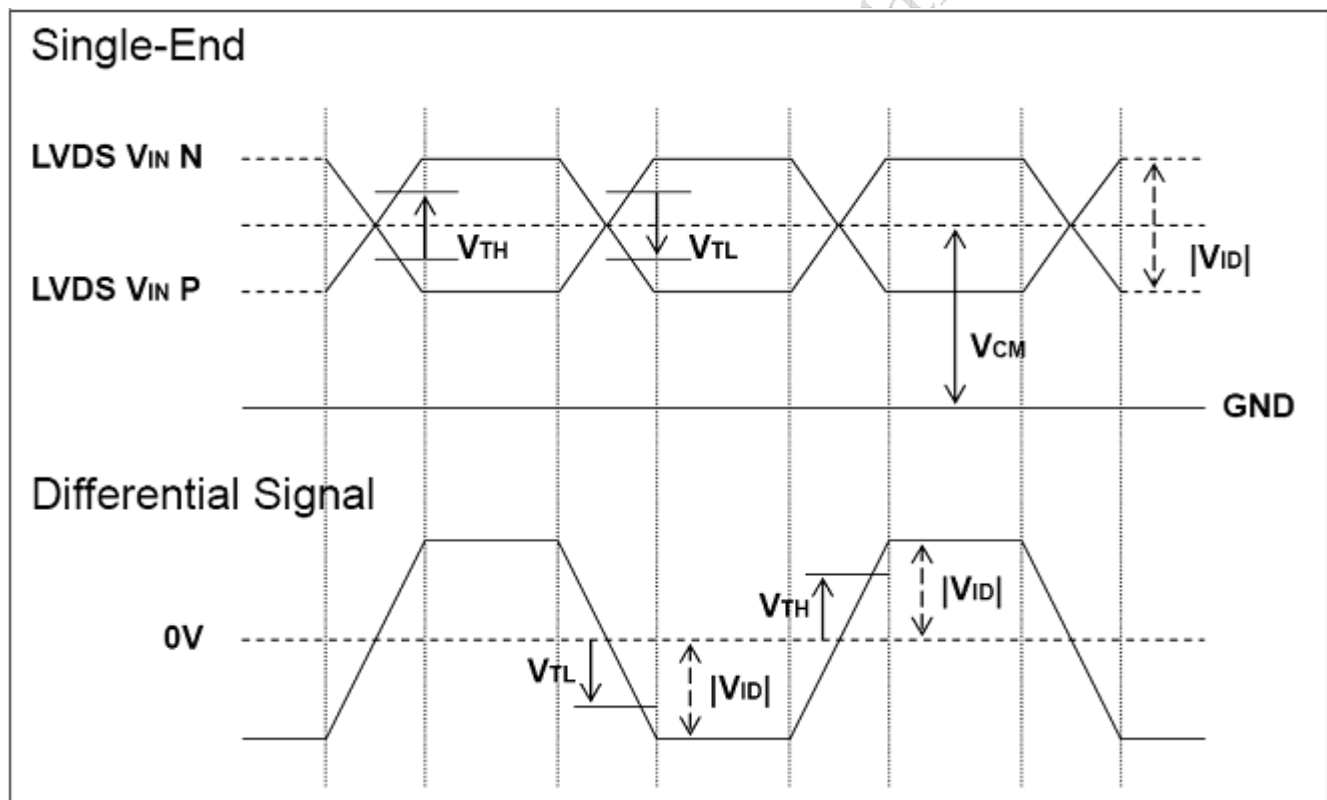 Single-End
LVDS VIN N
VTH
VTL
|VID|
LVDS VIN P
VCM
GND
Differential Signal
VTH
|VID|
0V
VTL
|VID|